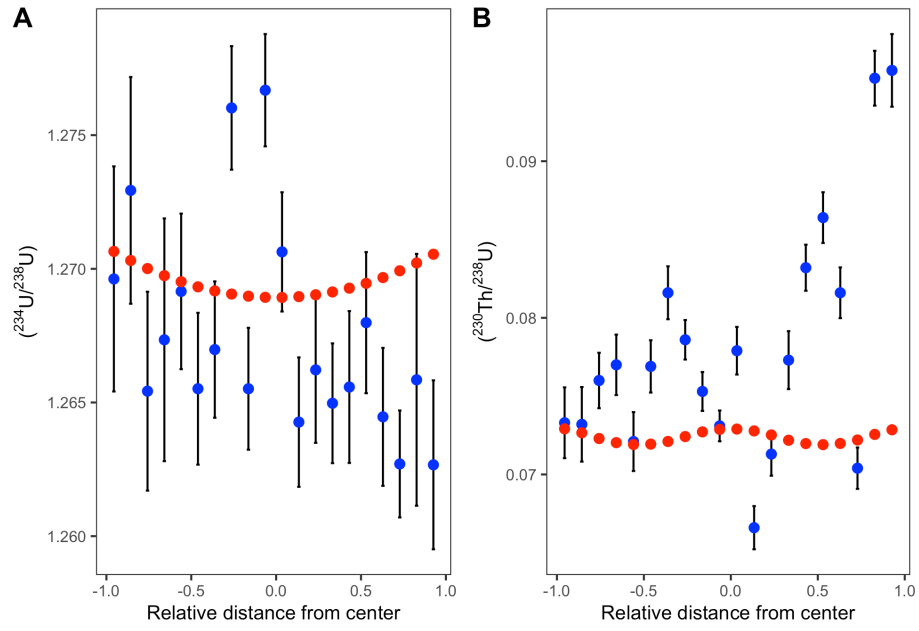 A
B
1.275
1.270
1.265
1.260
(²³⁴U/²³⁸U)
-1.0 -0.5 0.0 0.5 1.0
Relative distance from center
0.09
0.08
0.07
(²³⁰Th/²³⁸U)
-1.0 -0.5 0.0 0.5 1.0
Relative distance from center